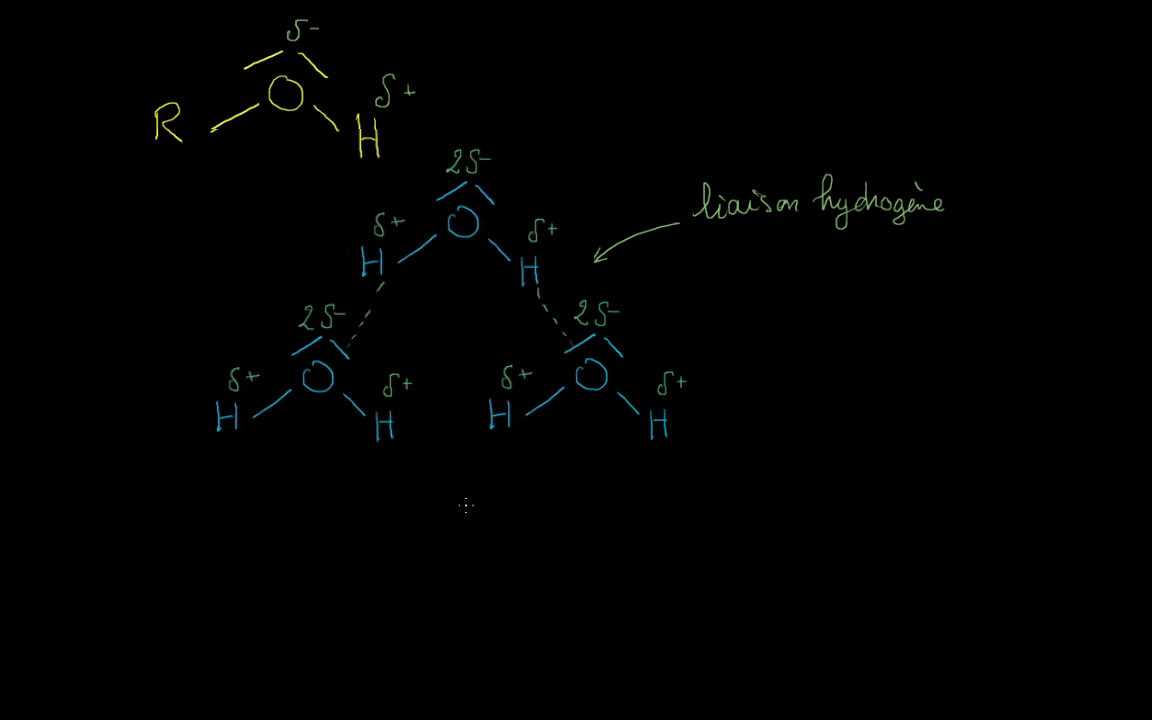 δ-
R O H δ+
2δ-
δ+ O δ+
H H
liaison hydrogène
2δ- 2δ-
δ+ O δ+ δ+ O δ+
H H H H